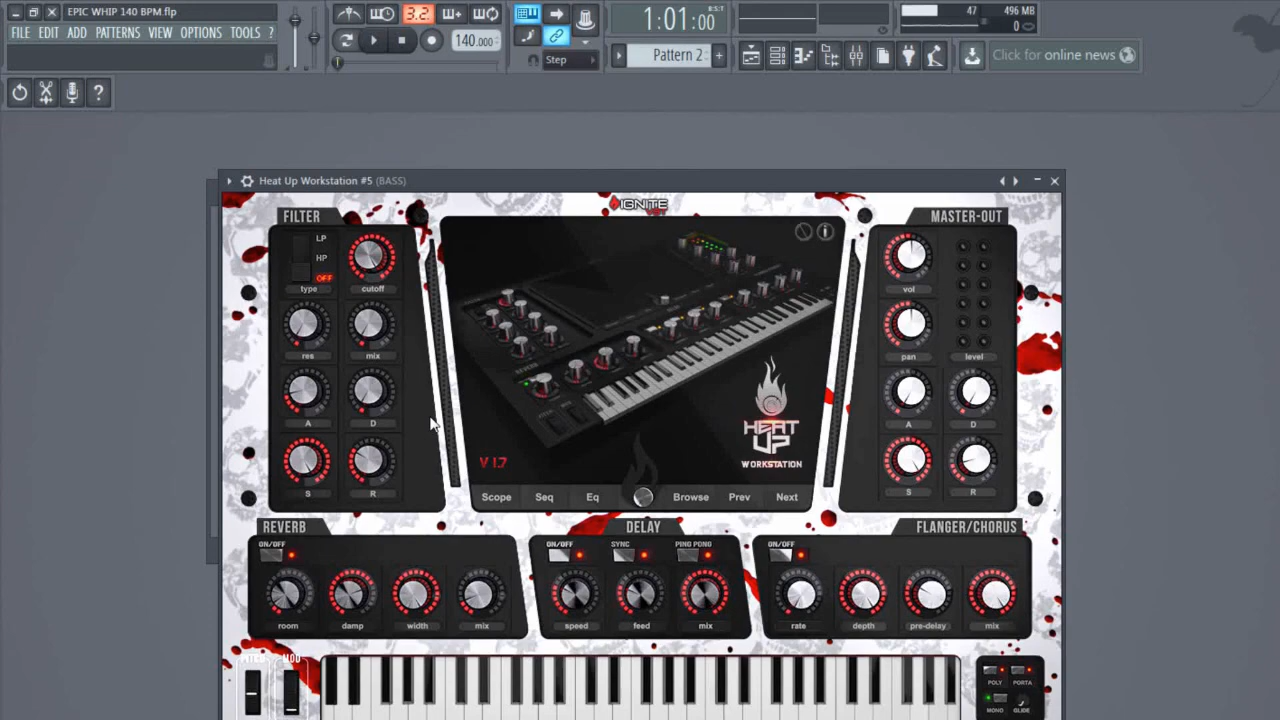 EPIC WHIP 140 BPM.flp
FILE EDIT ADD PATTERNS VIEW OPTIONS TOOLS ?
3.2.
140.000
Step
1:01:00
B:S:T
Pattern 2
47
496 MB
0
Click for online news
?
Heat Up Workstation #5 (BASS)
IGNITE
FILTER
LP
HP
OFF
type
cutoff
res
mix
A
D
S
R
i
V 1.7
HEAT
UP
WORKSTATION
Scope Seq Eq Browse Prev Next
MASTER-OUT
vol
pan
level
A
D
S
R
REVERB
ON/OFF
room damp width mix
DELAY
ON/OFF SYNC PING PONG
speed feed mix
FLANGER/CHORUS
ON/OFF
rate depth pre-delay mix
MOD
POLY PORTA
MONO GLIDE